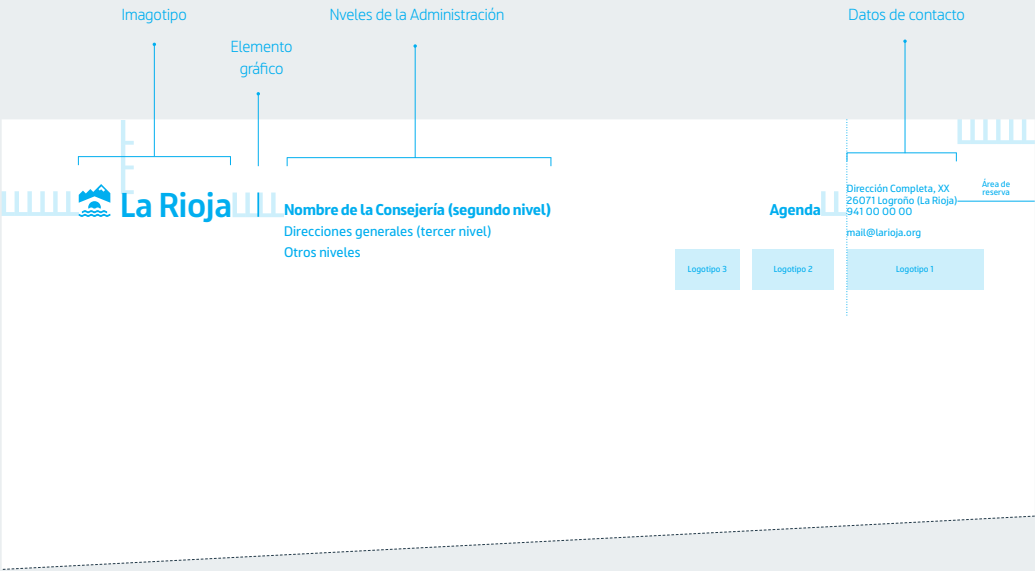 Imagotipo
Nveles de la Administración
Datos de contacto
Elemento
gráfico
La Rioja
Nombre de la Consejería (segundo nivel)
Direcciones generales (tercer nivel)
Otros niveles
Agenda
Dirección Completa, XX
26071 Logroño (La Rioja)
941 00 00 00
mail@larioja.org
Área de
reserva
Logotipo 3
Logotipo 2
Logotipo 1